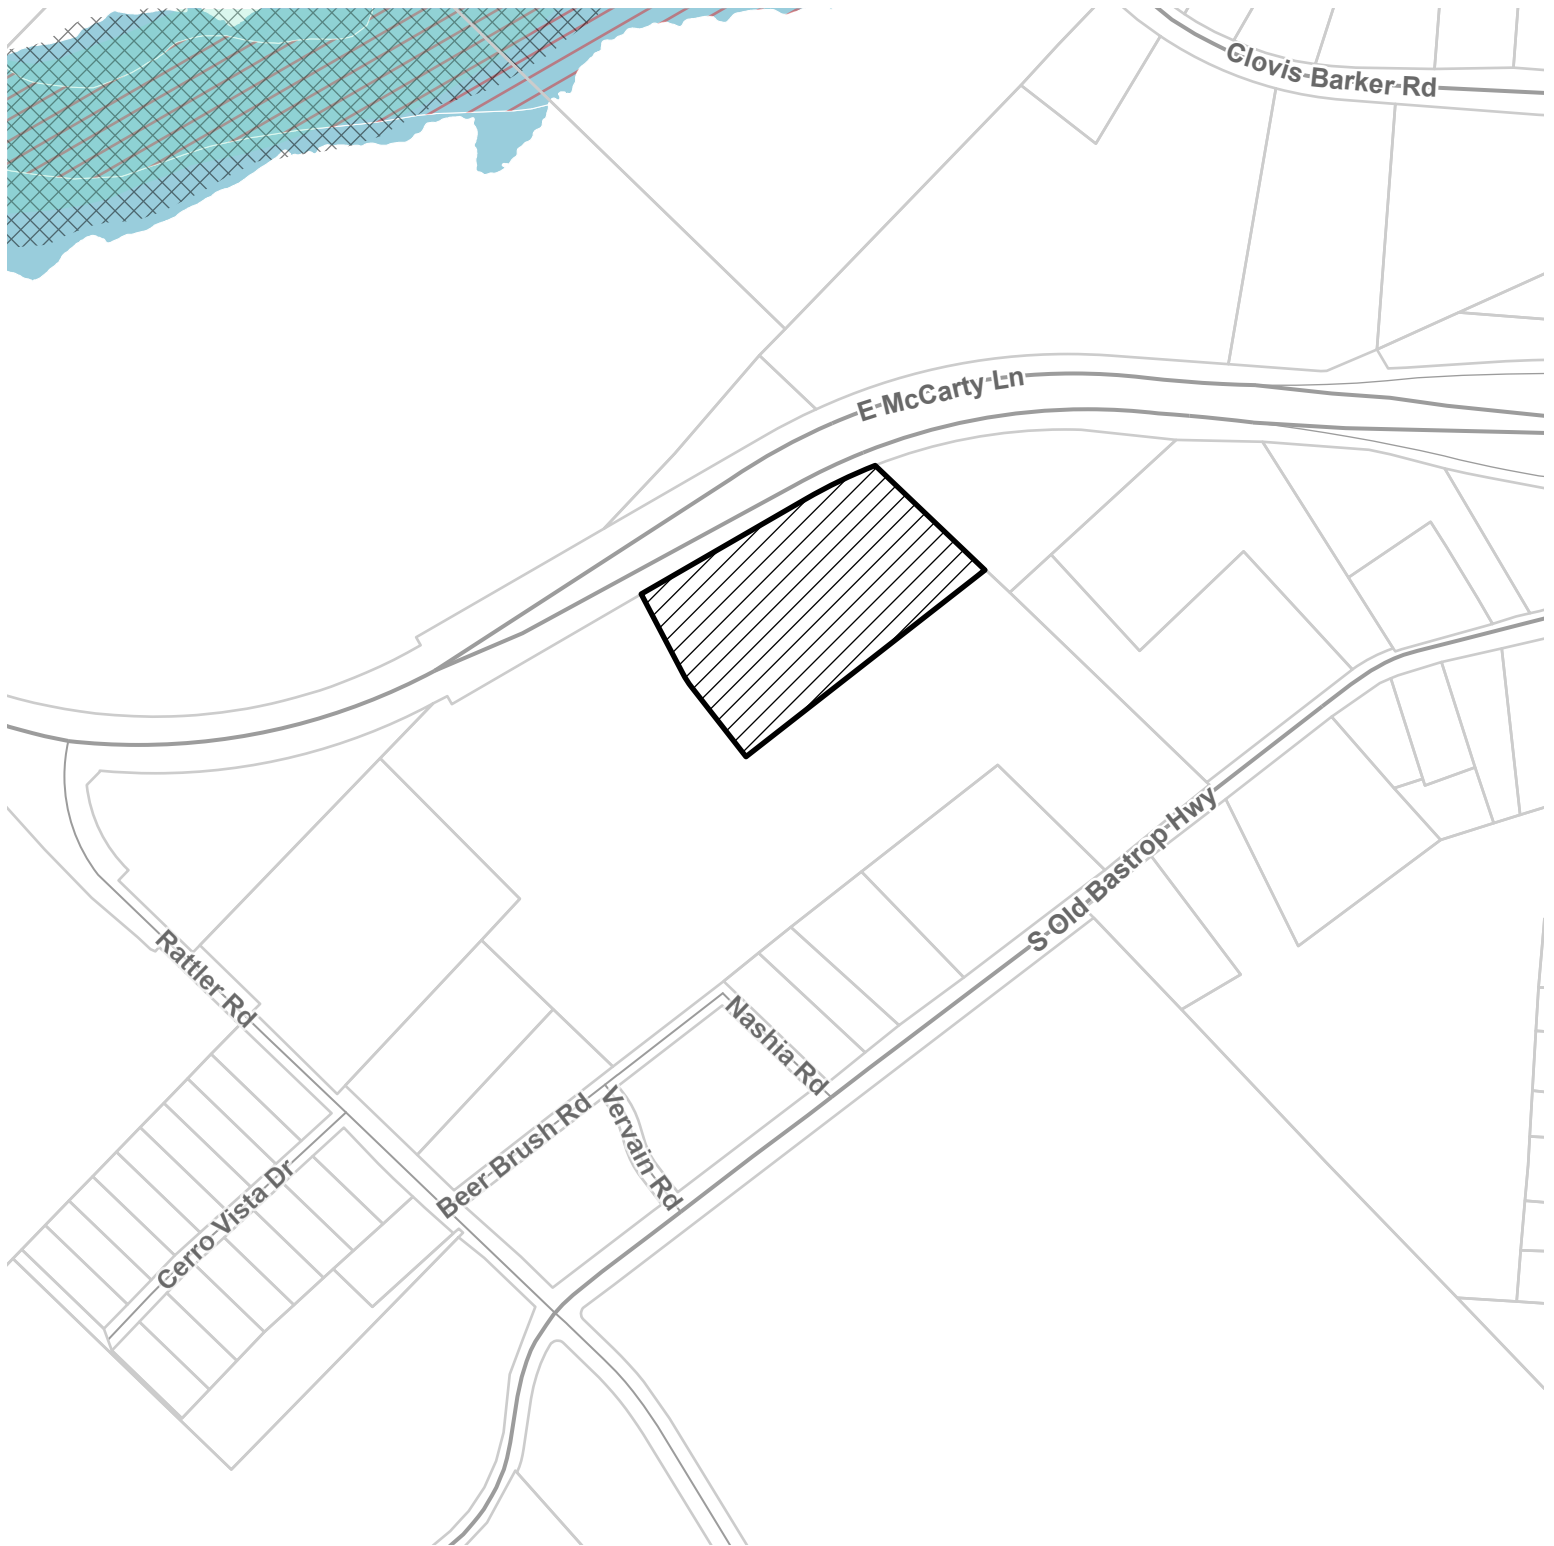 Clovis-Barker-Rd
E-McCarty-Ln
S-Old-Bastrop-Hwy
Rattler-Rd
Nashia-Rd
Vervain-Rd
Beer-Brush-Rd
Cerro-Vista-Dr